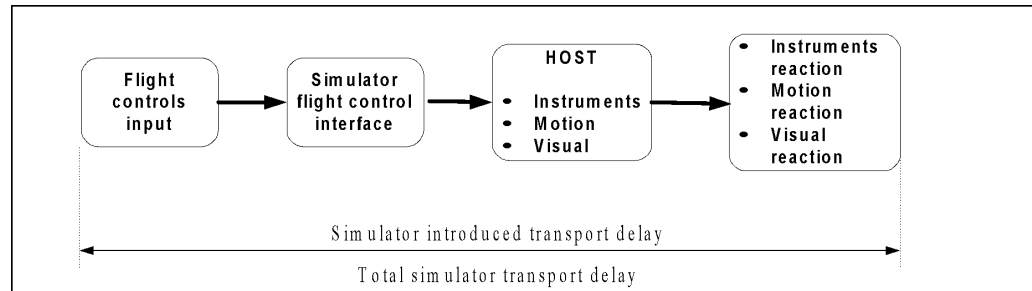 Flight
controls
input
Simulator
flight control
interface
HOST
• Instruments
• Motion
• Visual
• Instruments
reaction
• Motion
reaction
• Visual
reaction
Simulator introduced transport delay
Total simulator transport delay